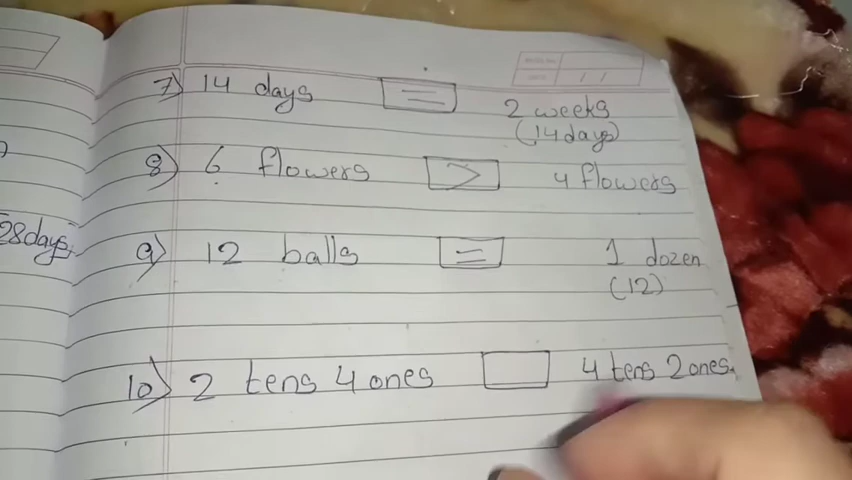 7) 14 days = 2 weeks
(14 days)
8) 6 flowers > 4 flowers
28days
9) 12 balls = 1 dozen
(12)
10) 2 tens 4 ones 4 tens 2 ones.